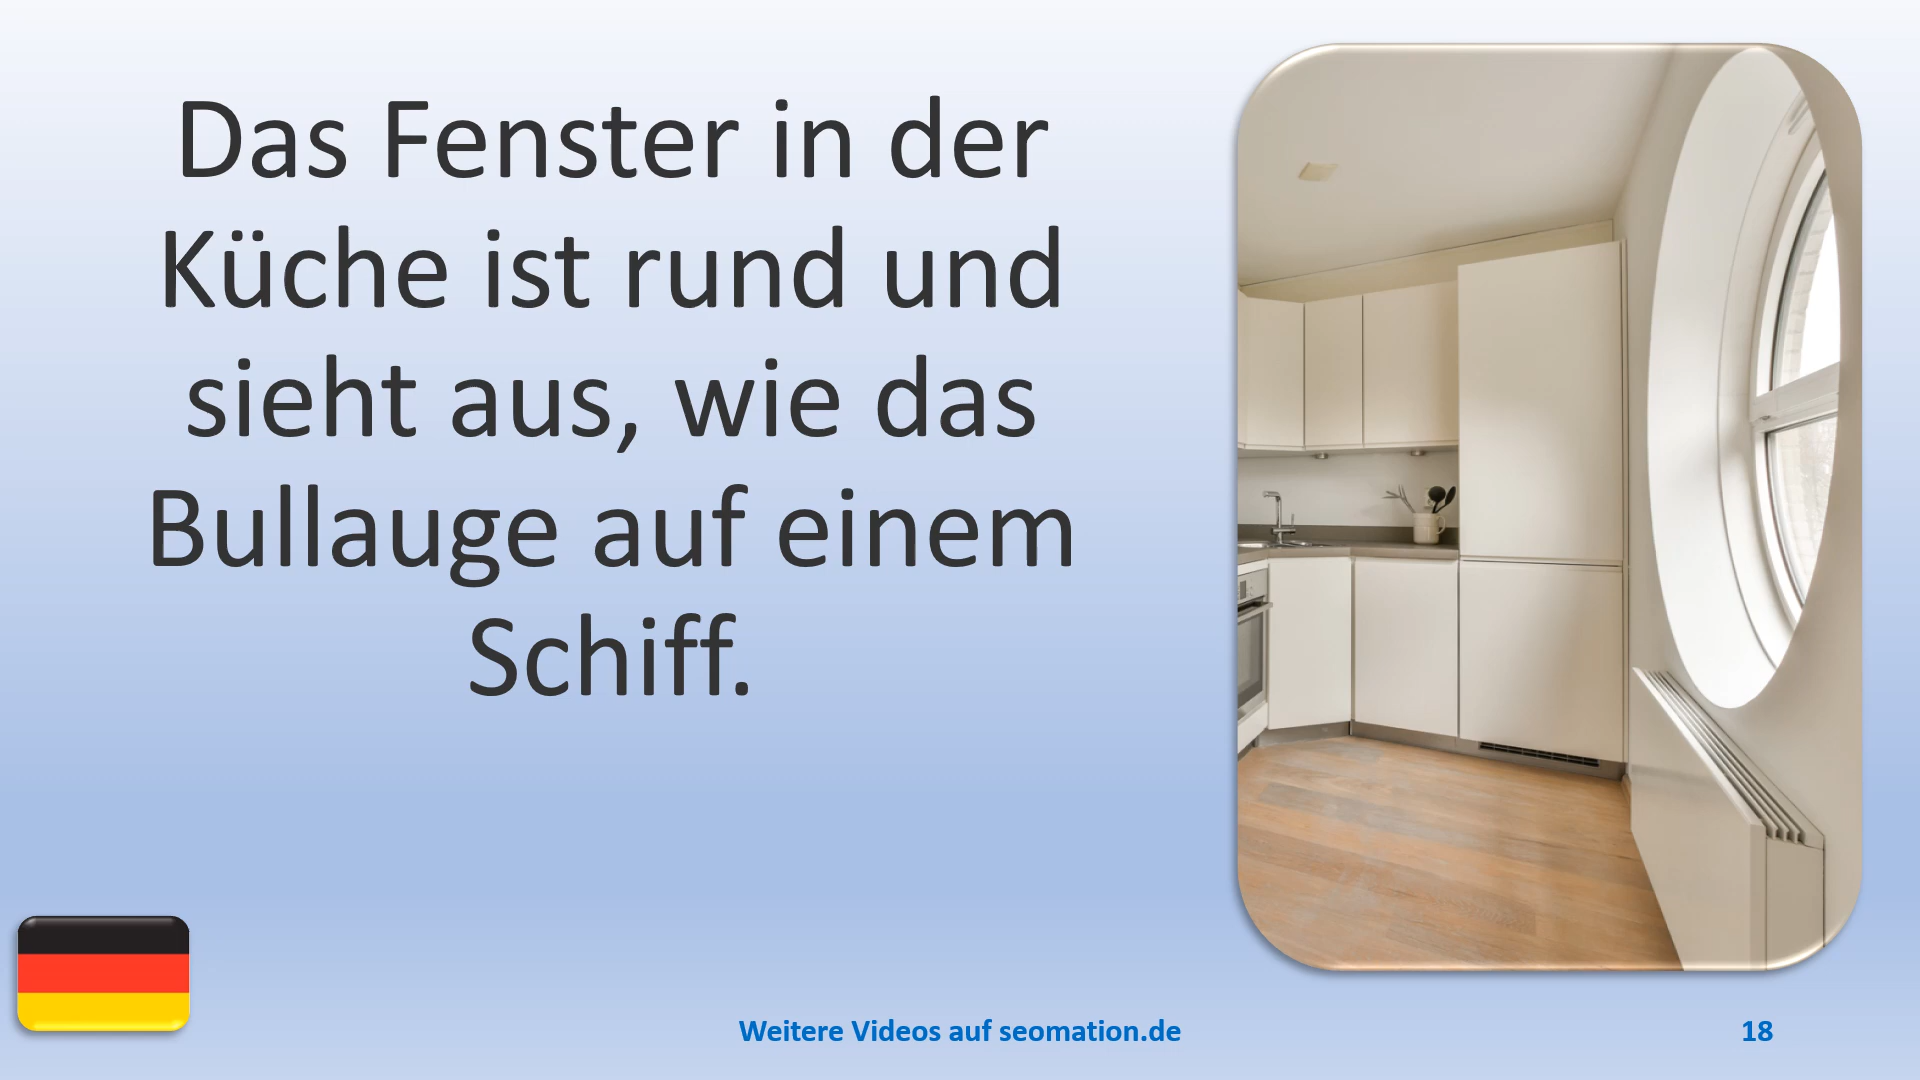 Das Fenster in der
Küche ist rund und
sieht aus, wie das
Bullauge auf einem
Schiff.
Weitere Videos auf seomation.de
18